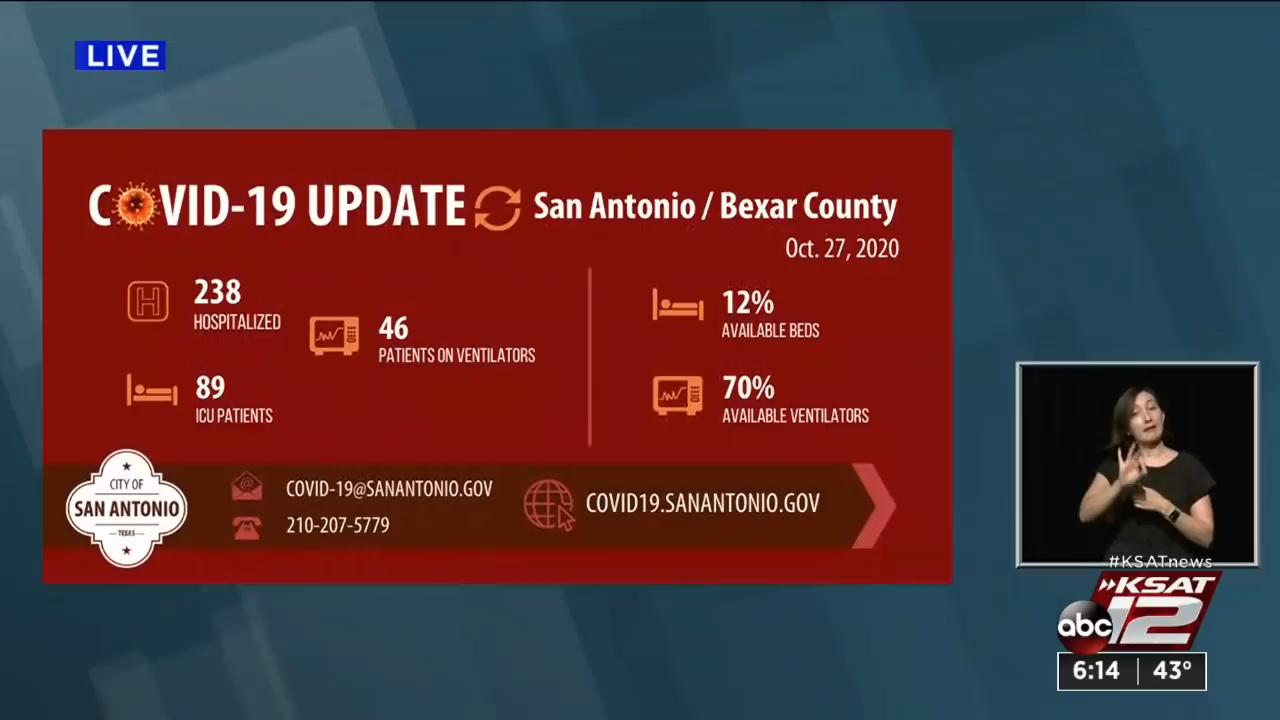 LIVE
COVID-19 UPDATE
San Antonio / Bexar County
Oct. 27, 2020
238
HOSPITALIZED
46
PATIENTS ON VENTILATORS
89
ICU PATIENTS
12%
AVAILABLE BEDS
70%
AVAILABLE VENTILATORS
CITY OF
SAN ANTONIO
TEXAS
COVID-19@SANANTONIO.GOV
210-207-5779
COVID19.SANANTONIO.GOV
#KSATnews
KSAT
abc 12
6:14 43°